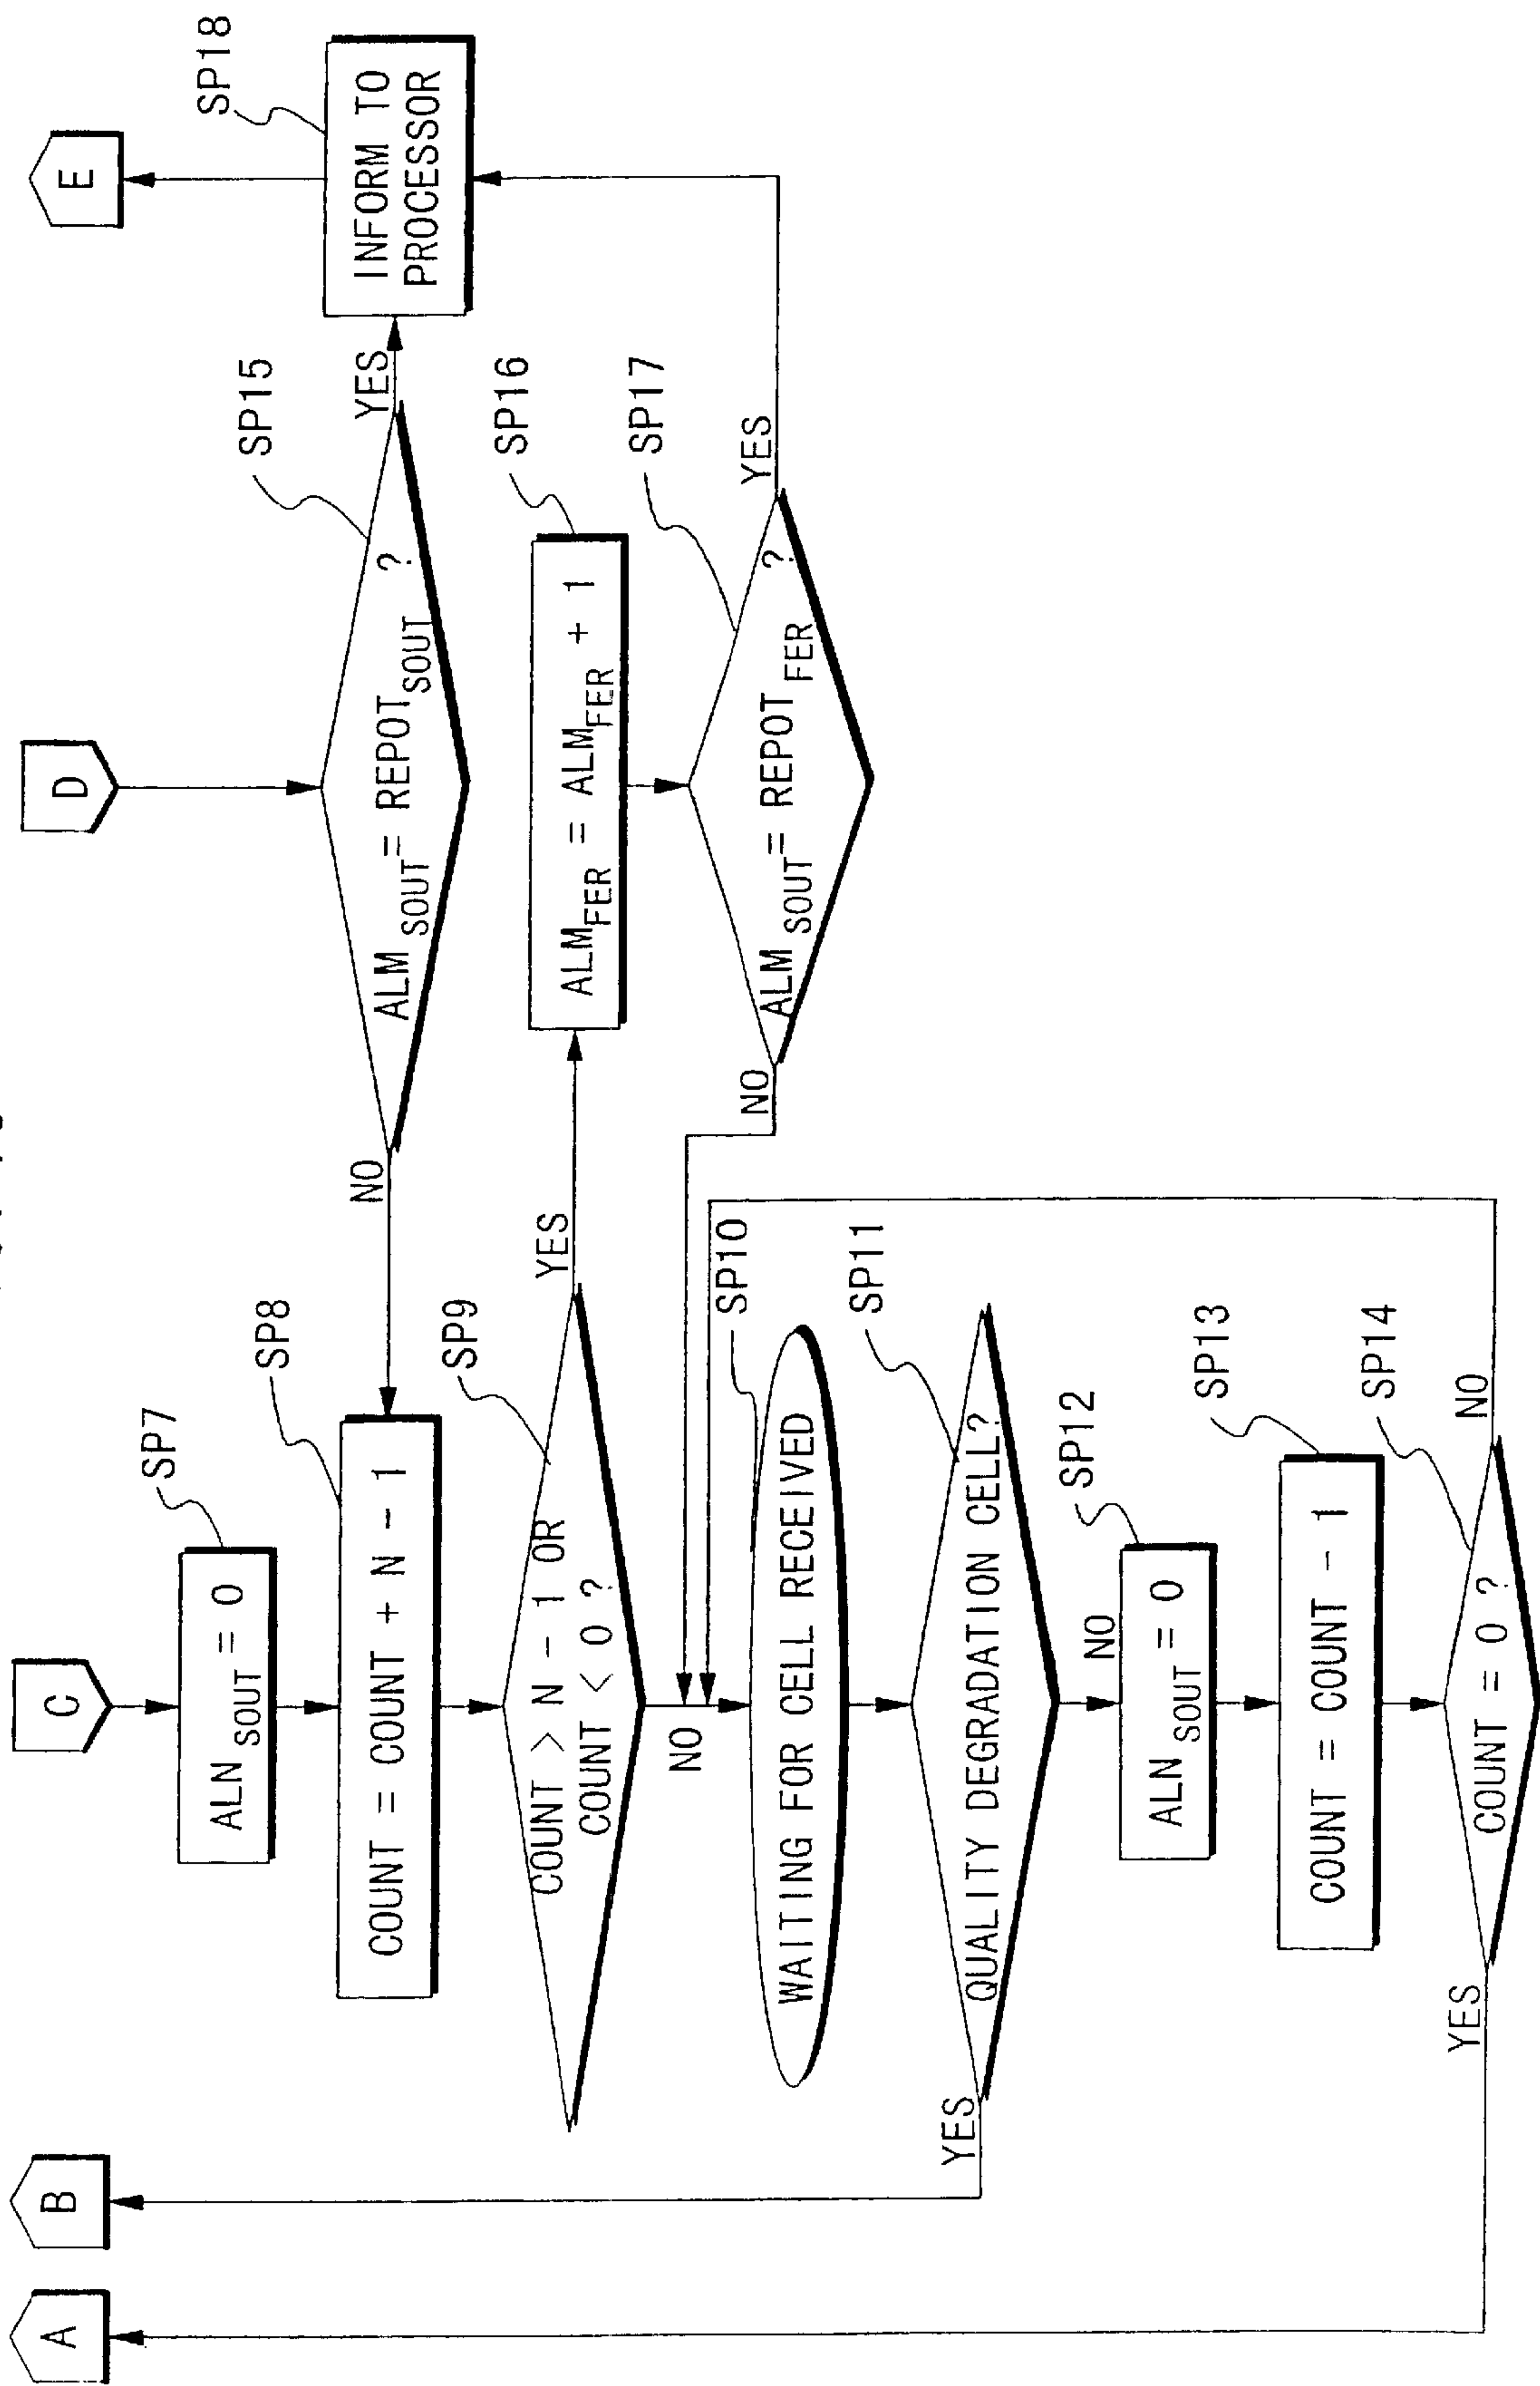 A
B
C
D
E
SP7
ALN SOUT = 0
SP8
COUNT = COUNT + N - 1
SP9
COUNT > N - 1 OR
COUNT < 0 ?
YES
NO
SP10
WAITING FOR CELL RECEIVED
SP11
QUALITY DEGRADATION CELL?
YES
NO
SP12
ALN SOUT = 0
SP13
COUNT = COUNT - 1
SP14
COUNT = 0 ?
YES
NO
SP15
ALM SOUT = REPOT SOUT ?
NO
YES
SP16
ALM FER = ALM FER + 1
SP17
ALM SOUT = REPOT FER ?
NO
YES
SP18
INFORM TO
PROCESSOR